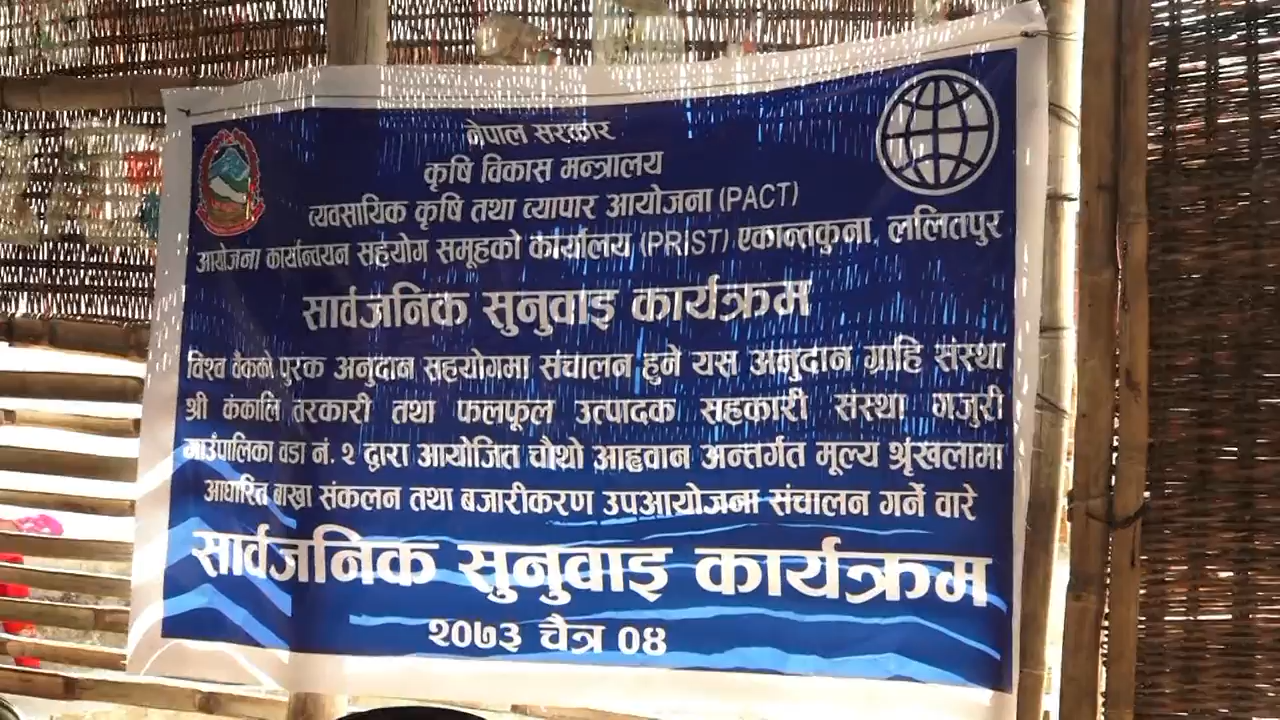 नेपाल सरकार
कृषि विकास मन्त्रालय
व्यवसायिक कृषि तथा व्यापार आयोजना (PACT)
आयोजना कार्यान्वयन सहयोग समूहको कार्यालय (PRIST) एकान्तकुना ललितपुर
सार्वजनिक सुनुवाइ कार्यक्रम
विश्व बैंकको पुरक अनुदान सहयोगमा संचालन हुने यस अनुदान ग्राहि संस्था
श्री कंकालि तरकारी तथा फलफूल उत्पादक सहकारी संस्था गजुरी
गाउँपालिका वडा नं. २ द्वारा आयोजित चौथो आह्रवान अन्तर्गत मूल्य श्रृंखलामा
आधारित बाख्रा संकलन तथा बजारीकरण उपआयोजना संचालन गर्ने वारे
सार्वजनिक सुनुवाइ कार्यक्रम
२०७३ चैत्र ०४